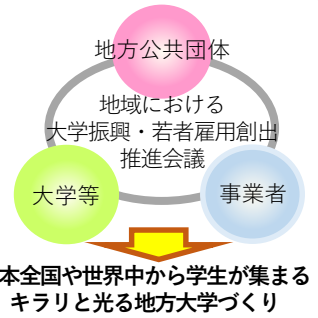 地方公共団体
地域における
大学振興・若者雇用創出
推進会議
大学等
事業者
本全国や世界中から学生が集まる
キラリと光る地方大学づくり